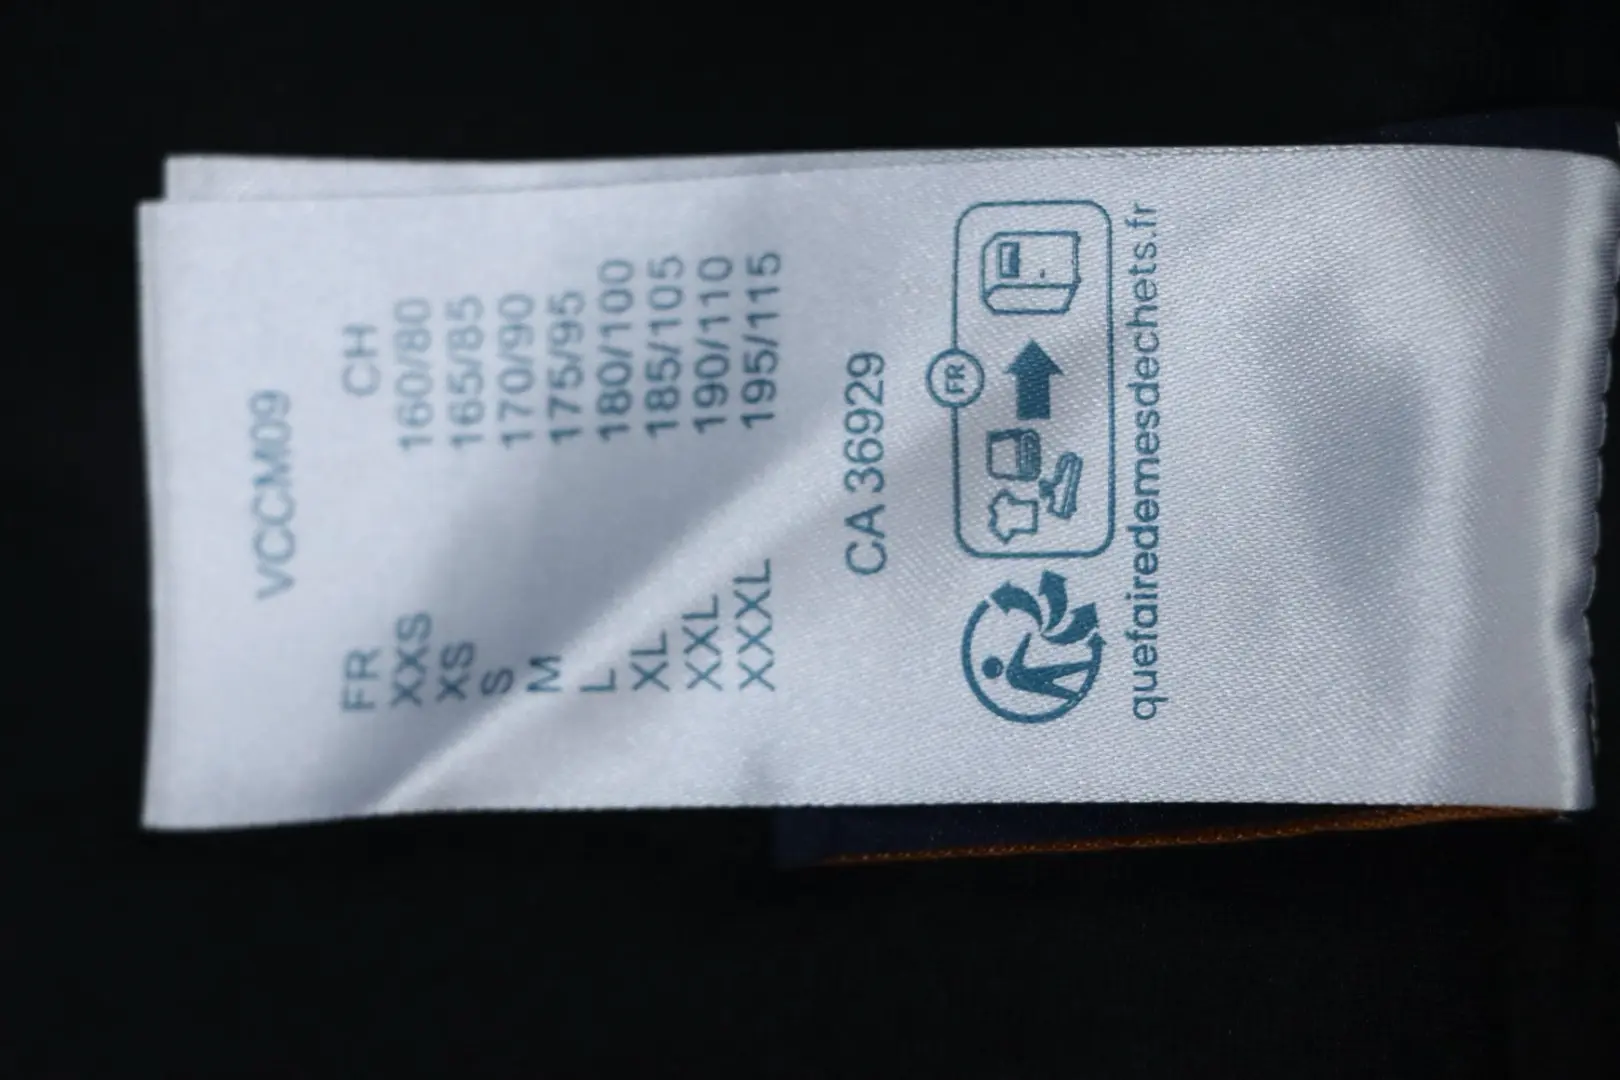 VCCM09
FR CH
XXS 160/80
XS 165/85
S 170/90
M 175/95
L 180/100
XL 185/105
XXL 190/110
XXXL 195/115
CA 36929
FR
quefairedemesdechets.fr